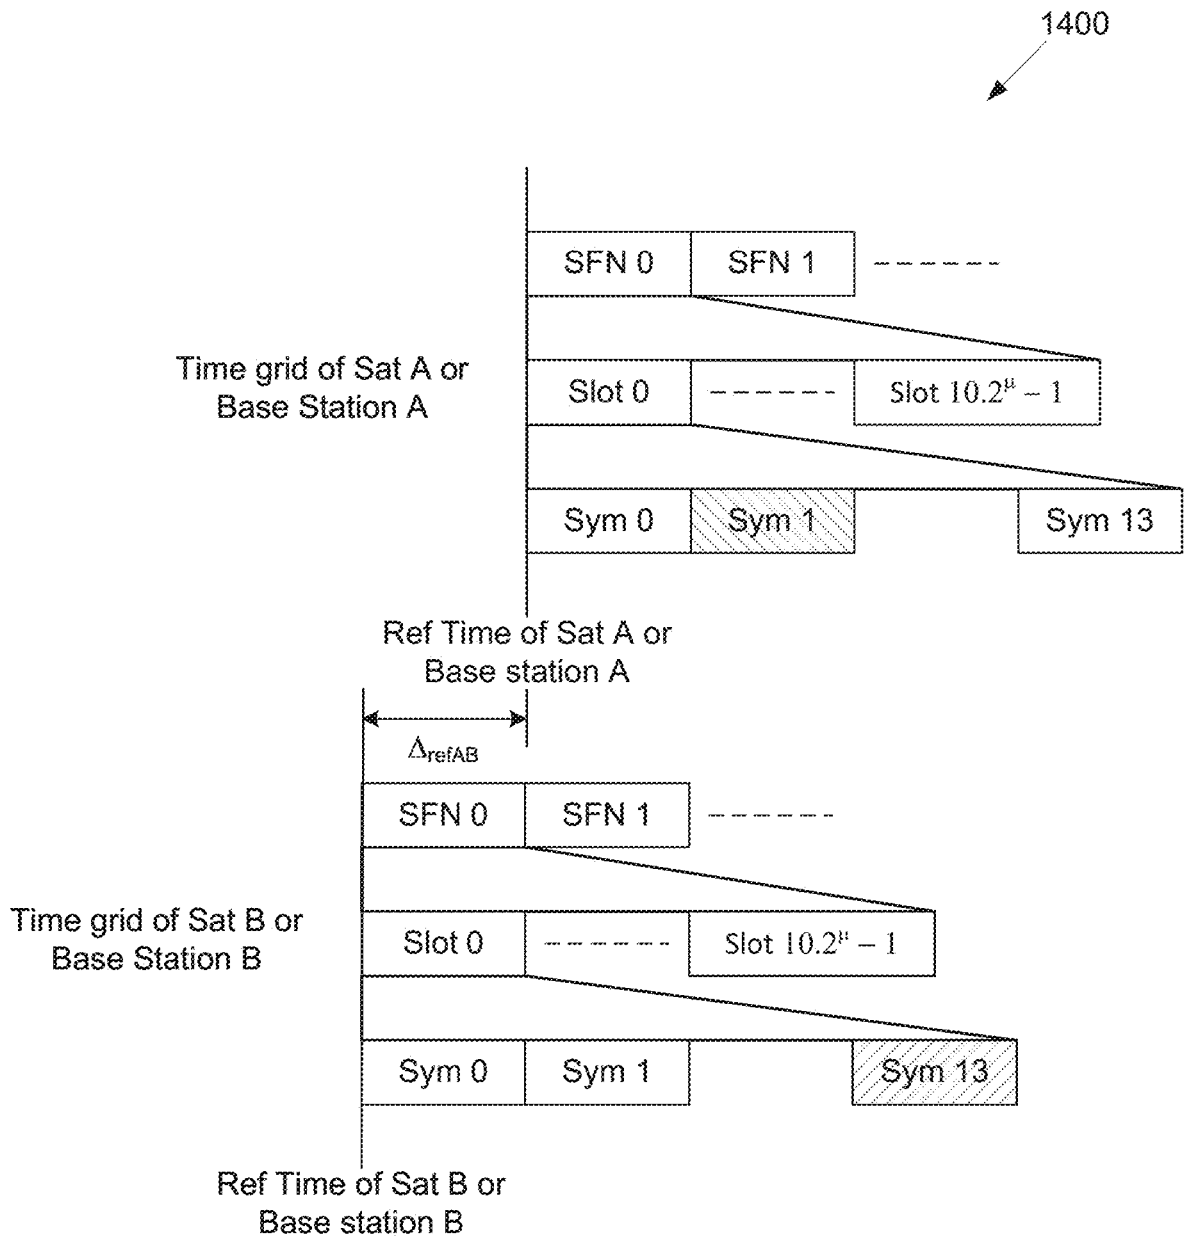 1400
SFN 0 SFN 1
Time grid of Sat A or
Base Station A
Slot 0 Slot 10.2^μ − 1
Sym 0 Sym 1 Sym 13
Ref Time of Sat A or
Base station A
Δ_refAB
SFN 0 SFN 1
Time grid of Sat B or
Base Station B
Slot 0 Slot 10.2^μ − 1
Sym 0 Sym 1 Sym 13
Ref Time of Sat B or
Base station B